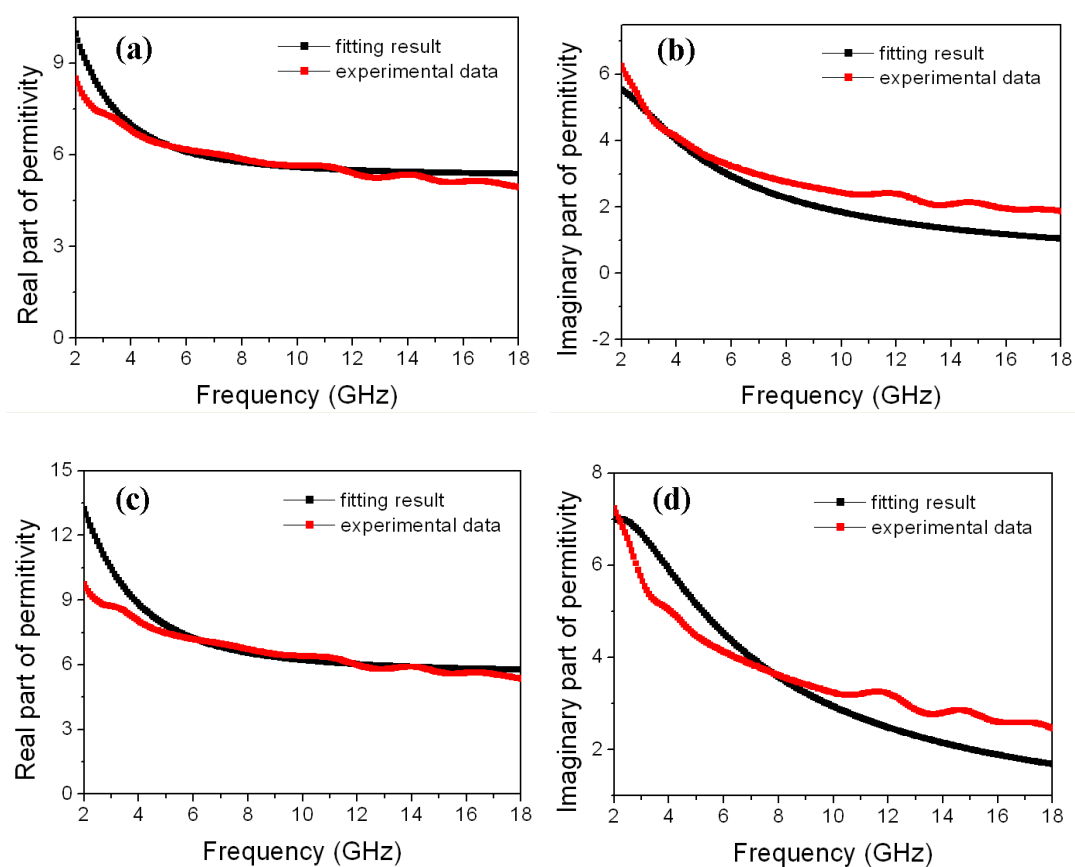 (a)
fitting result
experimental data
Real part of permitivity
9
6
3
0
2 4 6 8 10 12 14 16 18
Frequency (GHz)
(b)
fitting result
experimental data
Imaginary part of permitivity
6
4
2
0
-2
2 4 6 8 10 12 14 16 18
Frequency (GHz)
(c)
fitting result
experimental data
Real part of permitivity
15
12
9
6
3
0
2 4 6 8 10 12 14 16 18
Frequency (GHz)
(d)
fitting result
experimental data
Imaginary part of permitivity
8
6
4
2
2 4 6 8 10 12 14 16 18
Frequency (GHz)